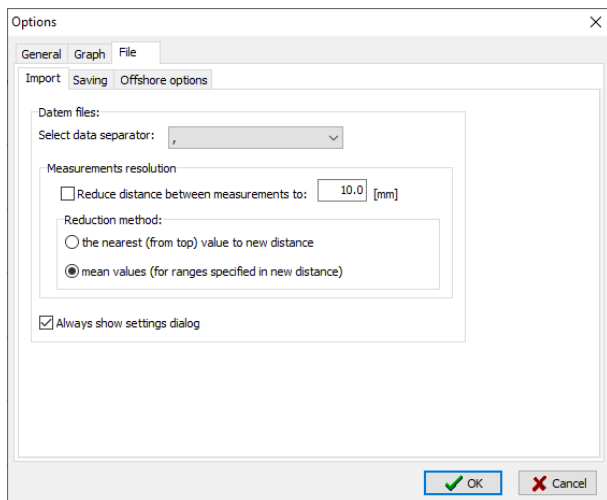 Options
General Graph File
Import Saving Offshore options
Datem files:
Select data separator: ,
Measurements resolution
Reduce distance between measurements to: 10.0 [mm]
Reduction method:
the nearest (from top) value to new distance
mean values (for ranges specified in new distance)
Always show settings dialog
OK Cancel